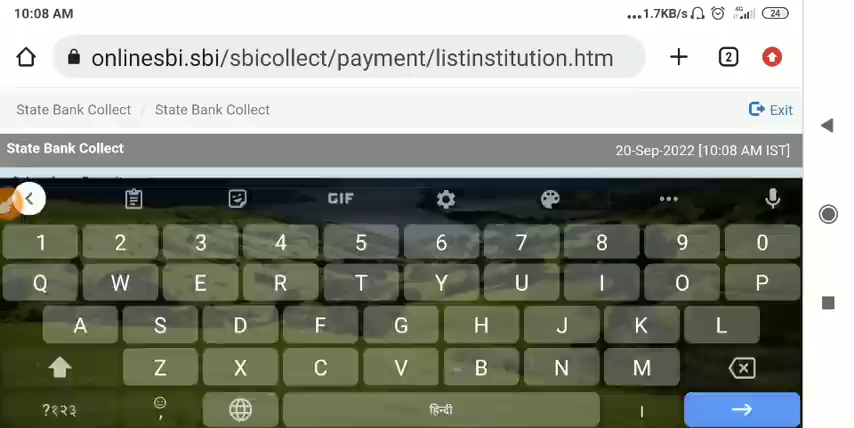 10:08 AM ...1.7KB/s 4G 24
onlinesbi.sbi/sbicollect/payment/listinstitution.htm 2
State Bank Collect / State Bank Collect Exit
State Bank Collect 20-Sep-2022 [10:08 AM IST]
GIF
1 2 3 4 5 6 7 8 9 0
Q W E R T Y U I O P
A S D F G H J K L
Z X C V B N M
?१२३ , हिन्दी ।